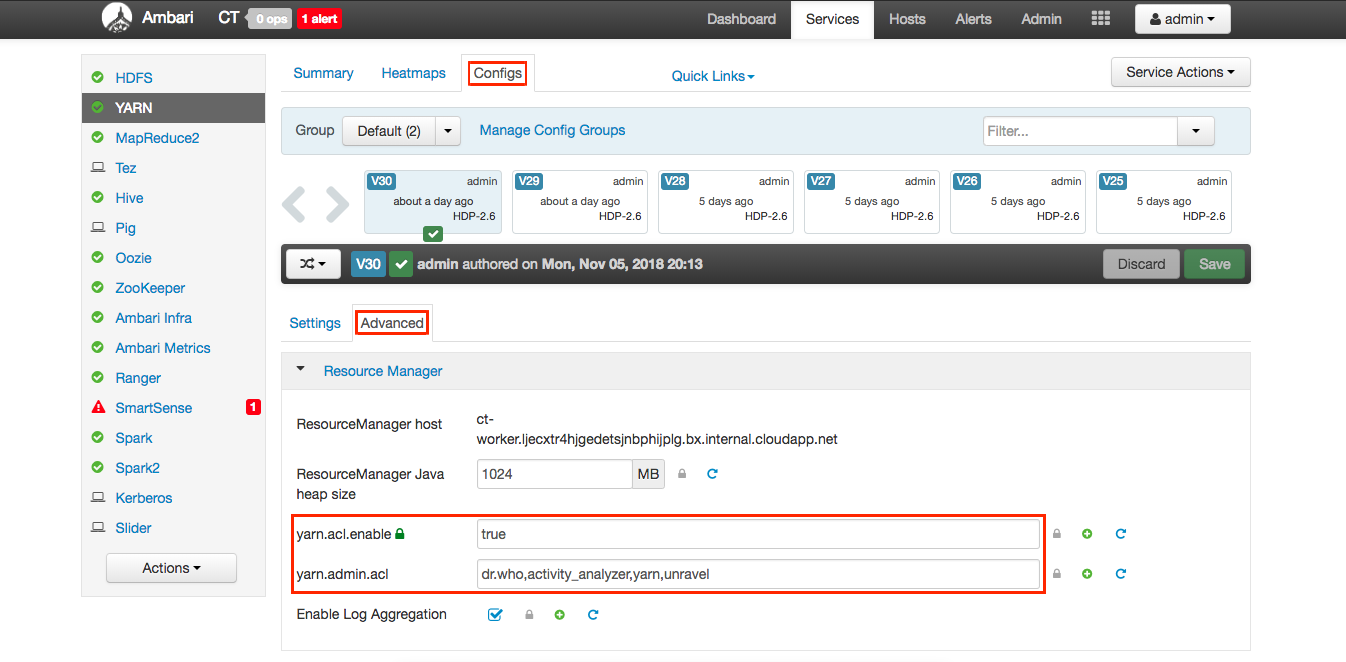 Ambari CT 0 ops 1 alert Dashboard Services Hosts Alerts Admin admin
HDFS
YARN
MapReduce2
Tez
Hive
Pig
Oozie
ZooKeeper
Ambari Infra
Ambari Metrics
Ranger
SmartSense 1
Spark
Spark2
Kerberos
Slider
Actions
Summary Heatmaps Configs Quick Links Service Actions
Group Default (2) Manage Config Groups Filter...
V30 admin
about a day ago
HDP-2.6
V29 admin
about a day ago
HDP-2.6
V28 admin
5 days ago
HDP-2.6
V27 admin
5 days ago
HDP-2.6
V26 admin
5 days ago
HDP-2.6
V25 admin
5 days ago
HDP-2.6
V30 admin authored on Mon, Nov 05, 2018 20:13 Discard Save
Settings Advanced
Resource Manager
ResourceManager host
ct-
worker.ljecxtr4hjgedetsjnbphijplg.bx.internal.cloudapp.net
ResourceManager Java
heap size
1024 MB
yarn.acl.enable true
yarn.admin.acl dr.who,activity_analyzer,yarn,unravel
Enable Log Aggregation